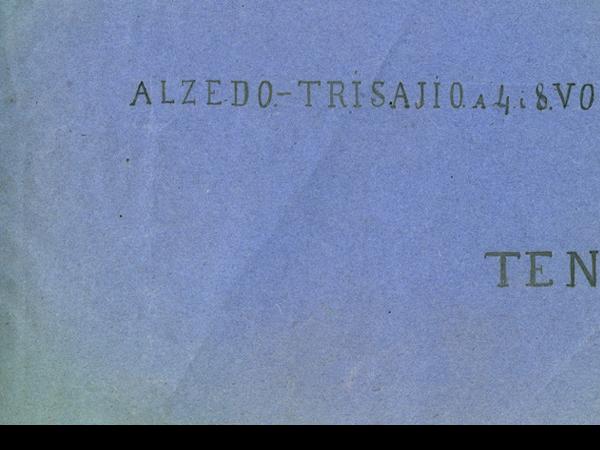 ALZEDO-TRISAJIO.A 4 i 8.VO
TEN